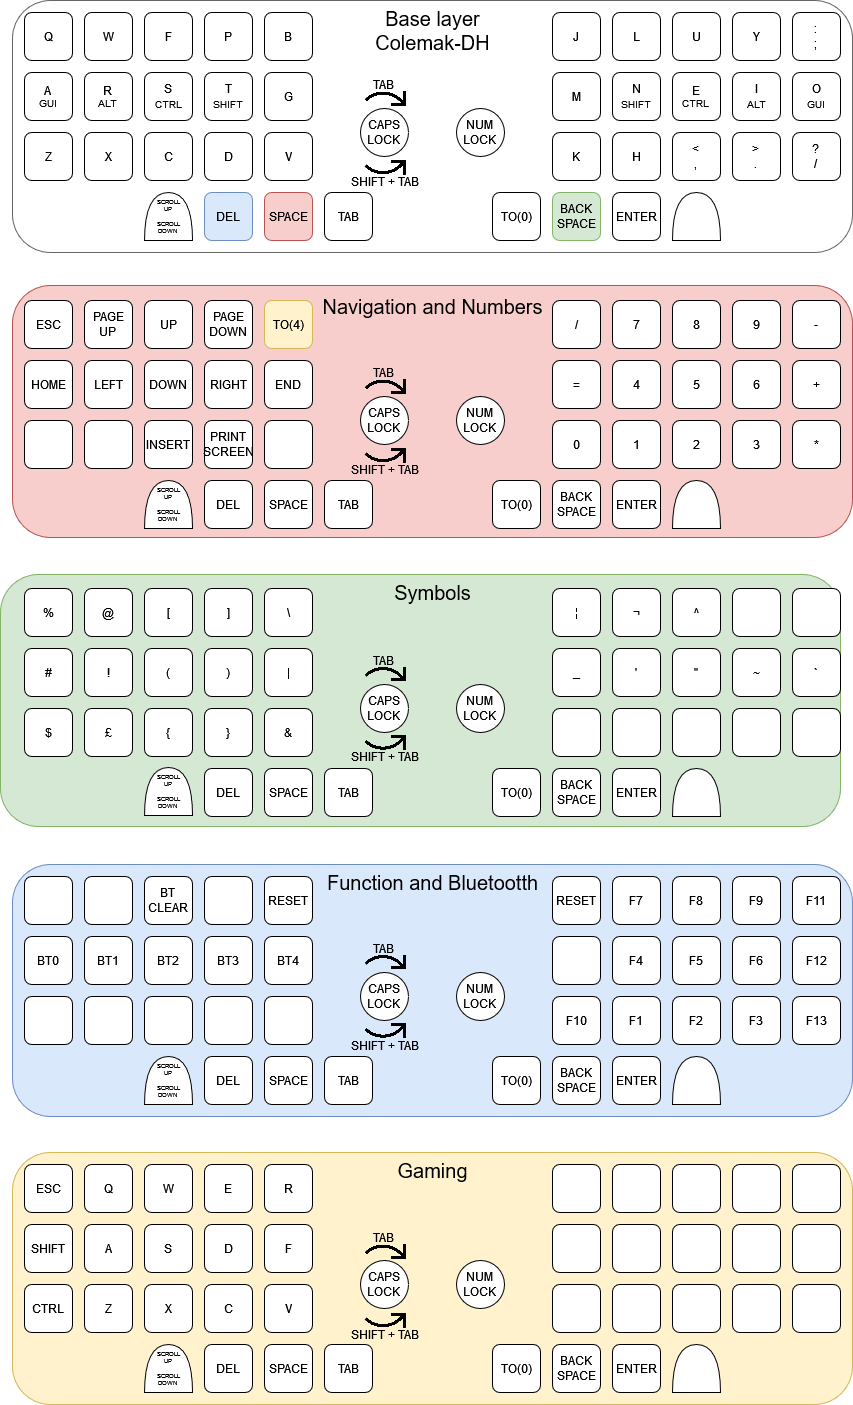 Base layer
Colemak-DH
Q W F P B J L U Y :
;
A R S T G M N E I O
GUI ALT CTRL SHIFT SHIFT CTRL ALT GUI
TAB
CAPS LOCK
NUM LOCK
SHIFT + TAB
Z X C D V K H < , > . ? /
SCROLL UP
SCROLL DOWN
DEL SPACE TAB TO(0) BACK SPACE ENTER
Navigation and Numbers
ESC PAGE UP UP PAGE DOWN TO(4) / 7 8 9 -
HOME LEFT DOWN RIGHT END = 4 5 6 +
TAB
CAPS LOCK
NUM LOCK
SHIFT + TAB
INSERT PRINT SCREEN 0 1 2 3 *
SCROLL UP
SCROLL DOWN
DEL SPACE TAB TO(0) BACK SPACE ENTER
Symbols
% @ [ ] \ ¦ ¬ ^
# ! ( ) | _ ' " ~ `
TAB
CAPS LOCK
NUM LOCK
SHIFT + TAB
$ £ { } &
SCROLL UP
SCROLL DOWN
DEL SPACE TAB TO(0) BACK SPACE ENTER
Function and Bluetootth
BT CLEAR RESET RESET F7 F8 F9 F11
BT0 BT1 BT2 BT3 BT4 F4 F5 F6 F12
TAB
CAPS LOCK
NUM LOCK
SHIFT + TAB
F10 F1 F2 F3 F13
SCROLL UP
SCROLL DOWN
DEL SPACE TAB TO(0) BACK SPACE ENTER
Gaming
ESC Q W E R
SHIFT A S D F
TAB
CAPS LOCK
NUM LOCK
SHIFT + TAB
CTRL Z X C V
SCROLL UP
SCROLL DOWN
DEL SPACE TAB TO(0) BACK SPACE ENTER